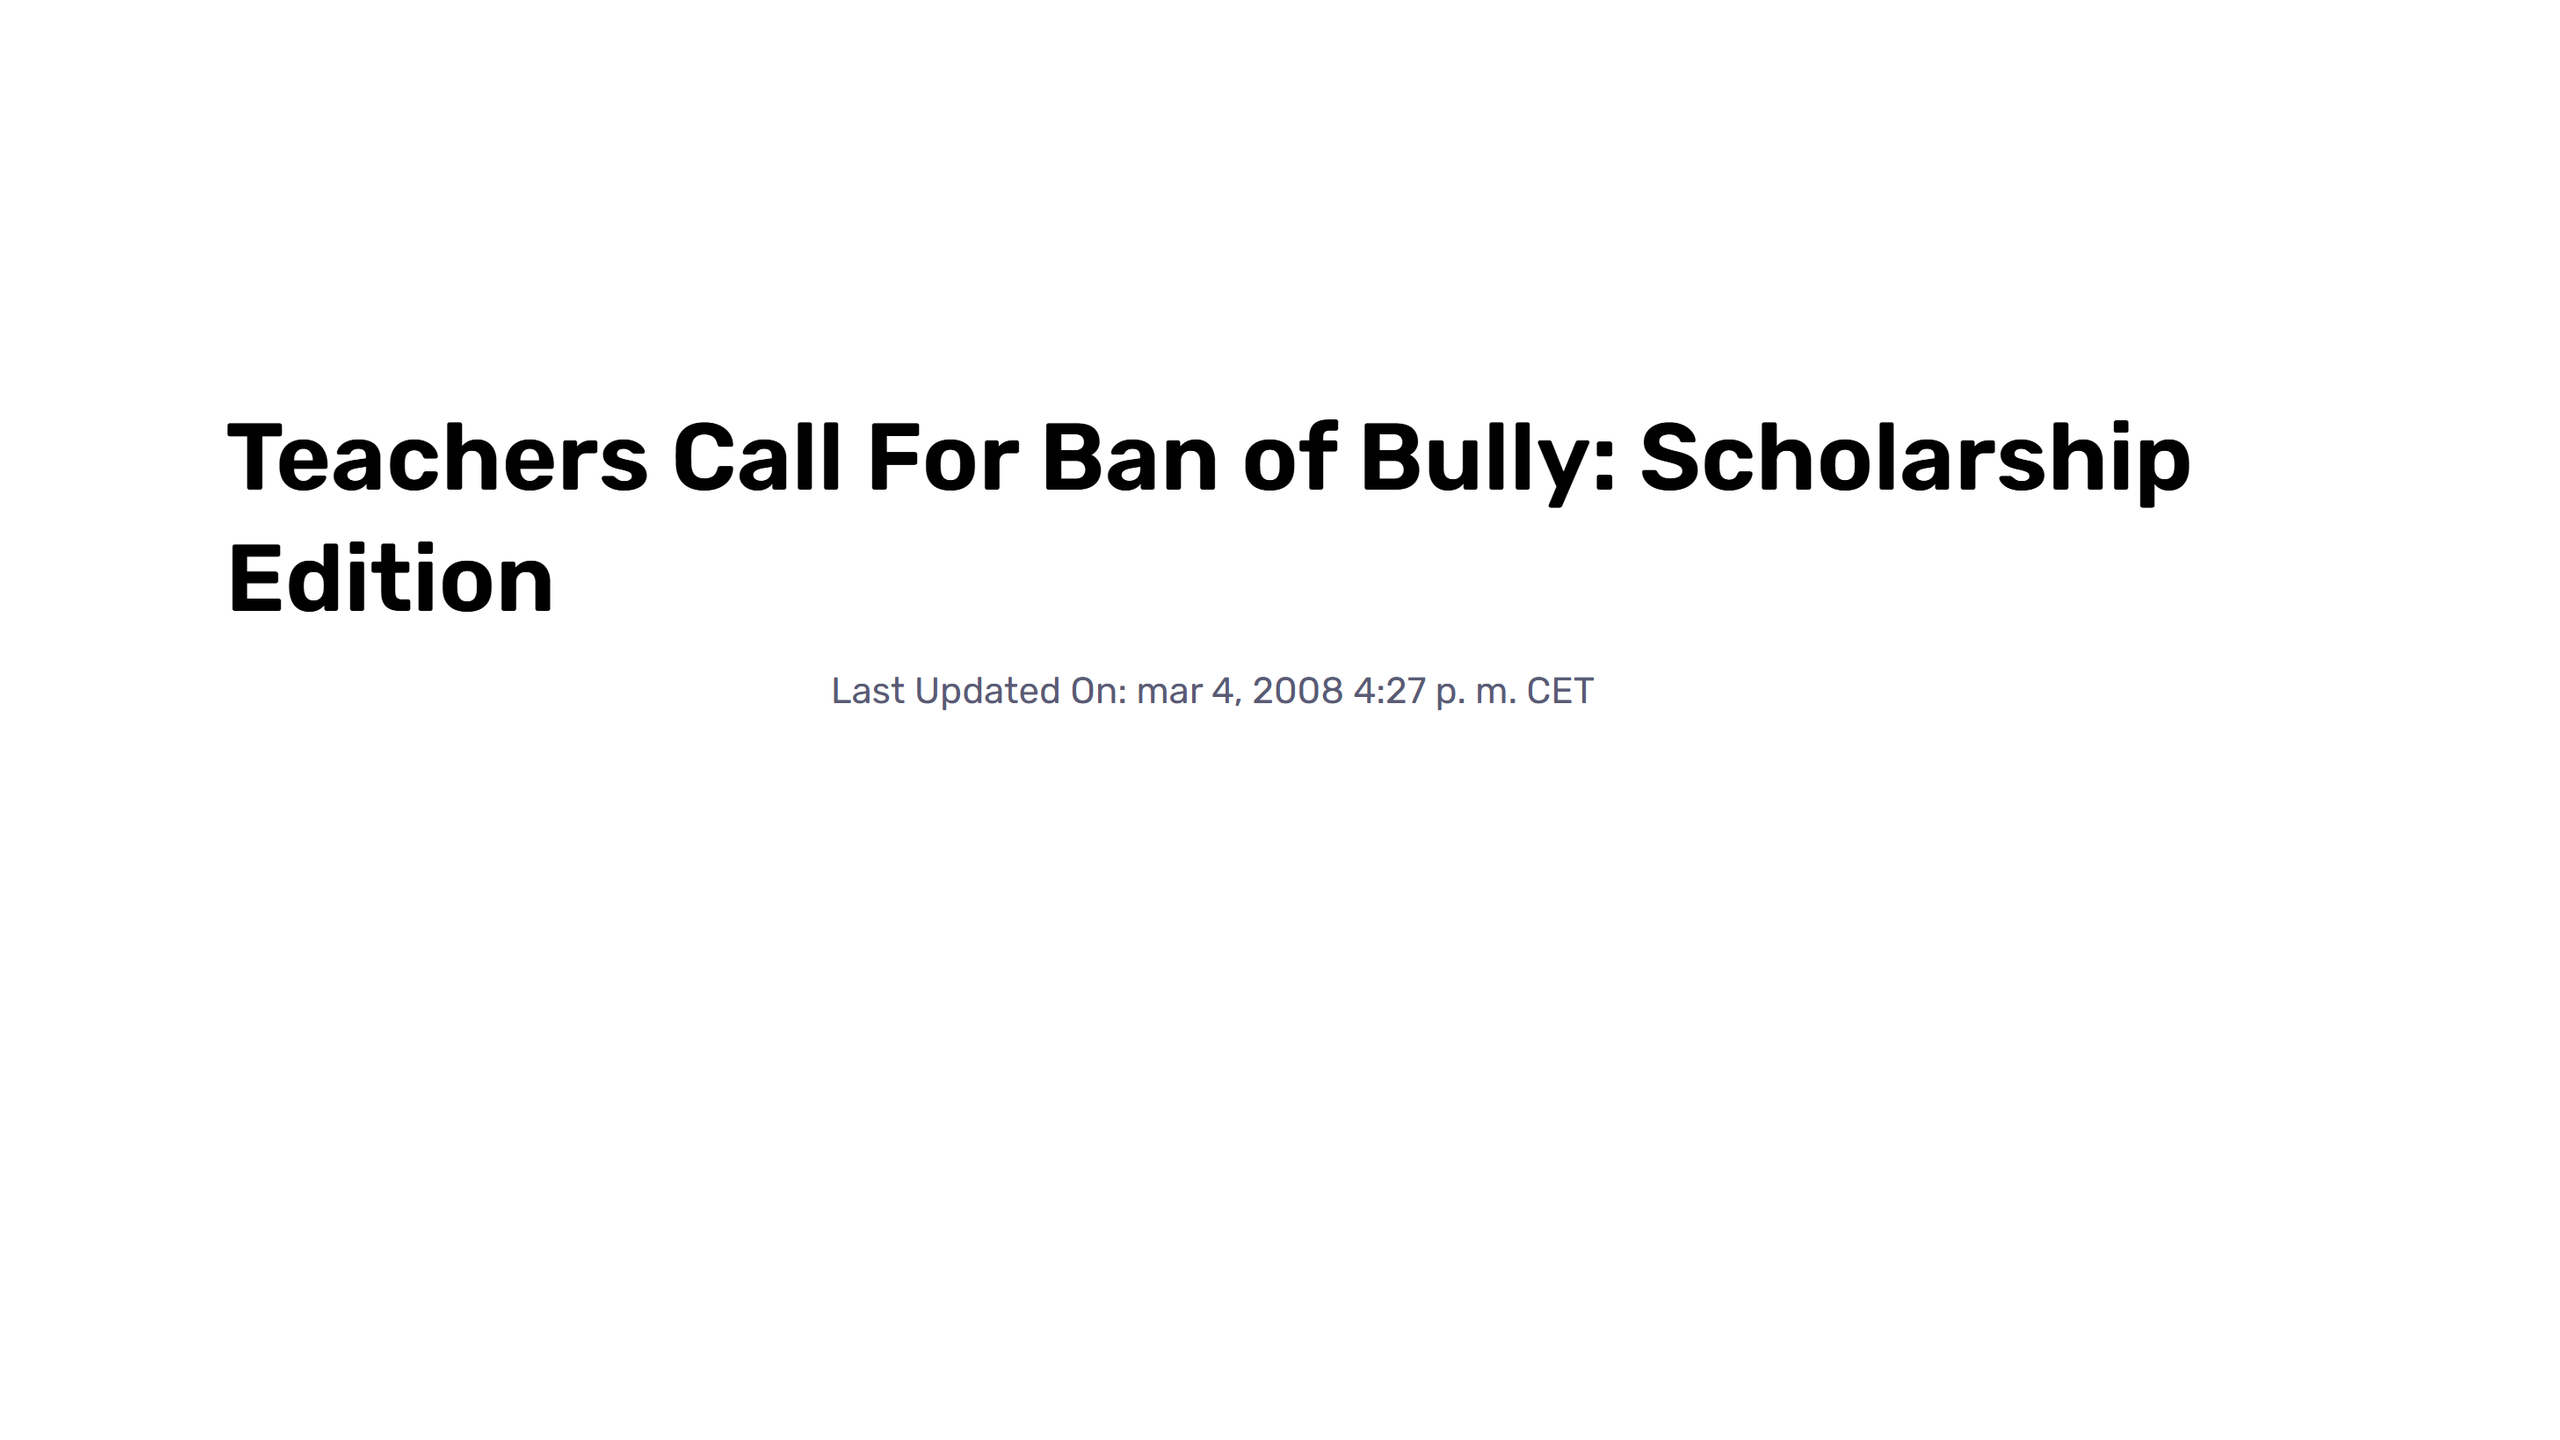 Teachers Call For Ban of Bully: Scholarship
Edition
Last Updated On: mar 4, 2008 4:27 p. m. CET